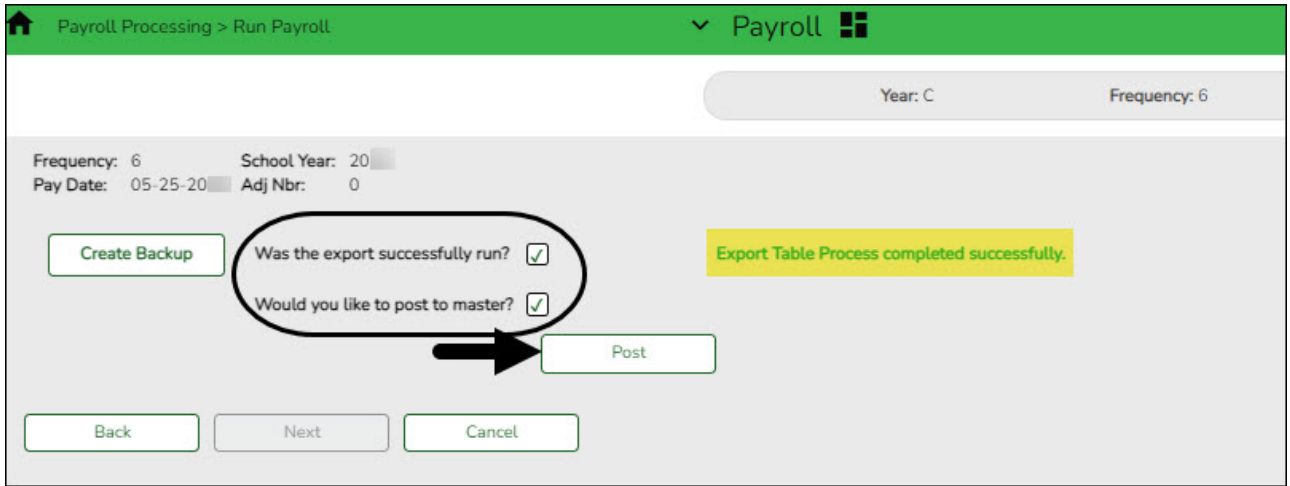 Payroll Processing > Run Payroll
Payroll
Year: C Frequency: 6
Frequency: 6 School Year: 20
Pay Date: 05-25-20 Adj Nbr: 0
Create Backup Was the export successfully run? Export Table Process completed successfully.
Would you like to post to master?
Post
Back Next Cancel